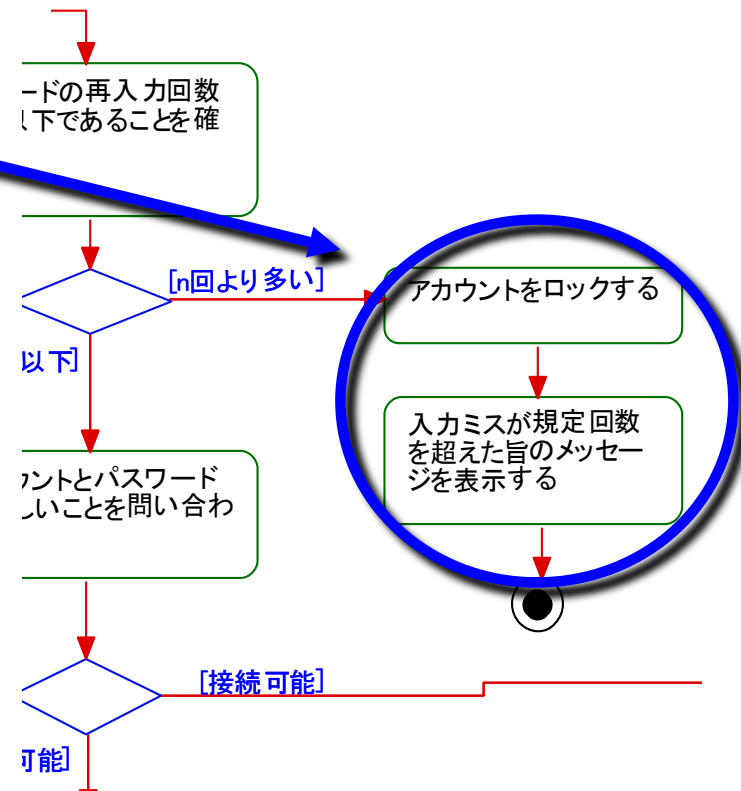 ードの再入力回数
下であることを確
[n回より多い]
アカウントをロックする
以下]
入力ミスが規定回数
を超えた旨のメッセー
ジを表示する
ウントとパスワード
しいことを問い合わ
[接続可能]
可能]